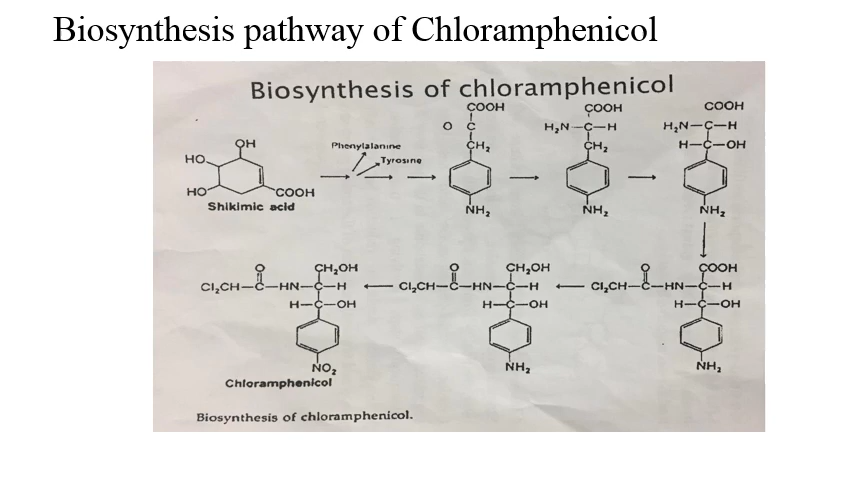 Biosynthesis pathway of Chloramphenicol
Biosynthesis of chloramphenicol
COOH COOH COOH
O C H₂N-C-H H₂N-C-H
OH Phenylalanine CH₂ CH₂ H-C-OH
HO Tyrosine
HO COOH
Shikimic acid NH₂ NH₂ NH₂
O CH₂OH O CH₂OH O COOH
Cl₂CH-C-HN-C-H Cl₂CH-C-HN-C-H Cl₂CH-C-HN-C-H
H-C-OH H-C-OH H-C-OH
NO₂ NH₂ NH₂
Chloramphenicol
Biosynthesis of chloramphenicol.